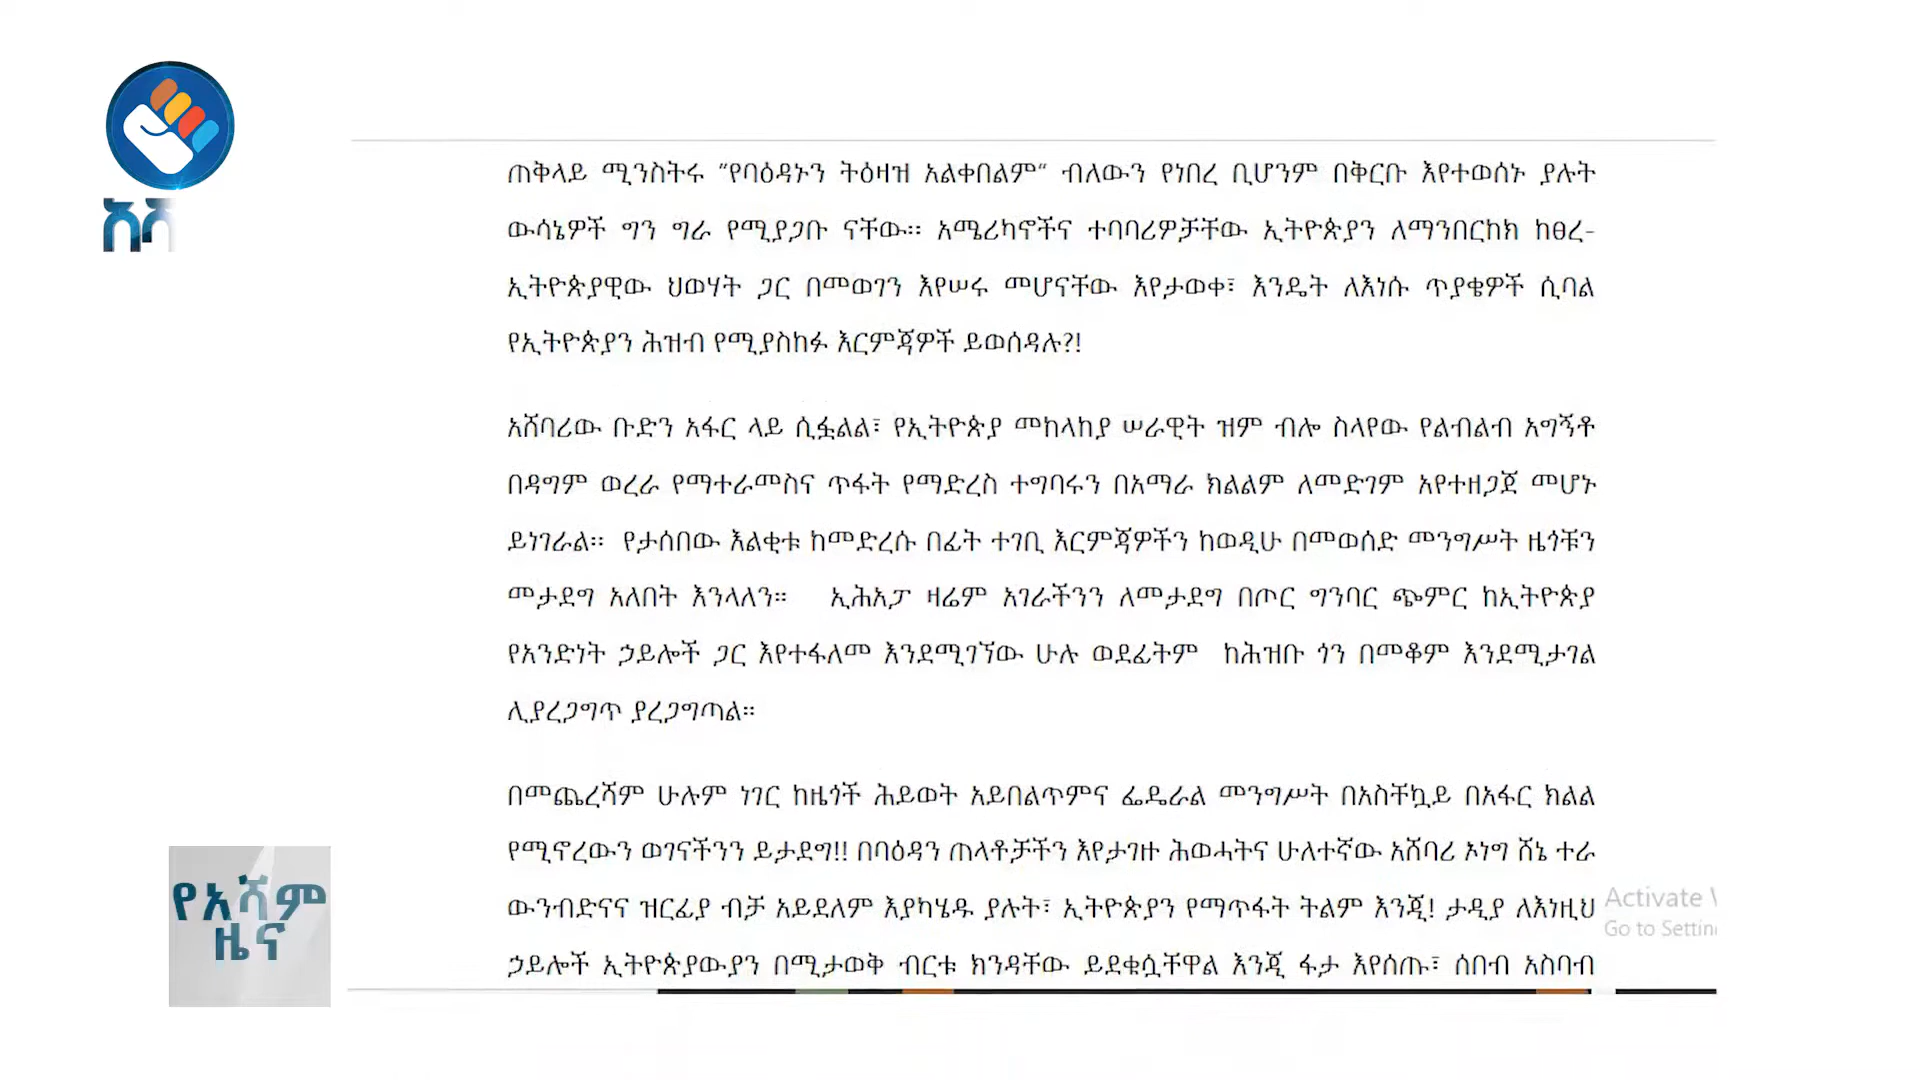 አሻ
ጠቅላይ ሚንስትሩ "የባዕዳኑን ትዕዛዝ አልቀበልም" ብለውን የነበረ ቢሆንም በቅርቡ እየተወሰኑ ያሉት
ውሳኔዎች ግን ግራ የሚያጋቡ ናቸው፡፡ አሜሪካኖችና ተባባሪዎቻቸው ኢትዮጵያን ለማንበርከክ ከፀረ-
ኢትዮጵያዊው ህወሃት ጋር በመወገን እየሠሩ መሆናቸው እየታወቀ፣ እንዴት ለእነሱ ጥያቄዎች ሲባል
የኢትዮጵያን ሕዝብ የሚያስከፉ እርምጃዎች ይወሰዳሉ?!
አሸባሪው ቡድን አፋር ላይ ሲፏልል፣ የኢትዮጵያ መከላከያ ሠራዊት ዝም ብሎ ስላየው የልብልብ አግኝቶ
በዳግም ወረራ የማተራመስና ጥፋት የማድረስ ተግባሩን በአማራ ክልልም ለመድገም አየተዘጋጀ መሆኑ
ይነገራል፡፡ የታሰበው እልቂቱ ከመድረሱ በፊት ተገቢ እርምጃዎችን ከወዲሁ በመወሰድ መንግሥት ዜጎቹን
መታደግ አለበት እንላለን። ኢሕአፓ ዛሬም አገራችንን ለመታደግ በጦር ግንባር ጭምር ከኢትዮጵያ
የአንድነት ኃይሎች ጋር እየተፋለመ እንደሚገኘው ሁሉ ወደፊትም ከሕዝቡ ጎን በመቆም እንደሚታገል
ሊያረጋግጥ ያረጋግጣል።
በመጨረሻም ሁሉም ነገር ከዜጎች ሕይወት አይበልጥምና ፌዴራል መንግሥት በአስቸኳይ በአፋር ክልል
የሚኖረውን ወገናችንን ይታደግ!! በባዕዳን ጠላቶቻችን እየታገዙ ሕወሓትና ሁለተኛው አሸባሪ ኦነግ ሸኔ ተራ
ውንብድናና ዝርፊያ ብቻ አይደለም እያካሄዱ ያሉት፣ ኢትዮጵያን የማጥፋት ትልም እንጂ! ታዲያ ለእነዚህ
ኃይሎች ኢትዮጵያውያን በሚታወቅ ብርቱ ክንዳቸው ይደቁሷቸዋል እንጂ ፋታ እየሰጡ፣ ሰበብ አስባብ
Activate
Go to Settin
የአሻም
ዜና